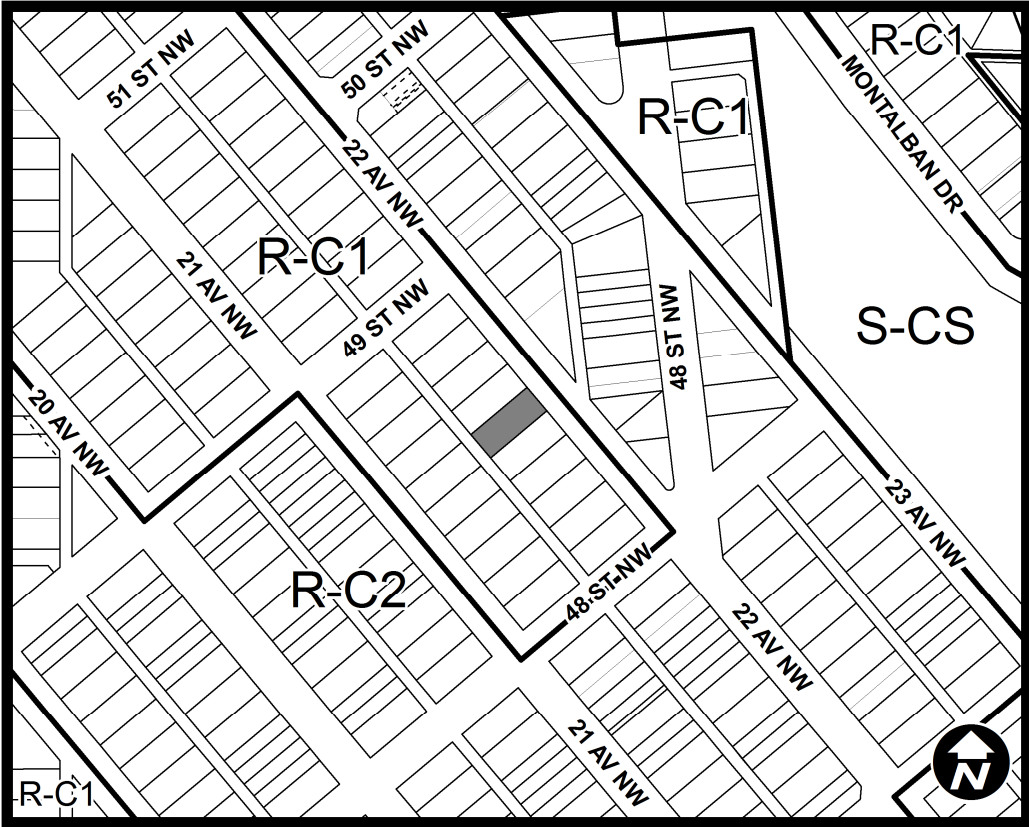 51 ST NW
50 ST NW
R-C1
MONTALBAN DR
R-C1
22 AV NW
R-C1
21 AV NW
49 ST NW
48 ST NW
S-CS
20 AV NW
23 AV NW
R-C2
48 ST NW
22 AV NW
21 AV NW
R-C1
N